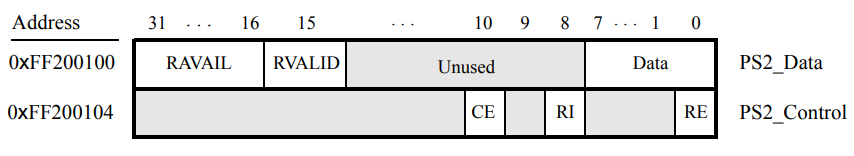 Address 31 . . . 16 15 . . . 10 9 8 7 . . . 1 0
0xFF200100 RAVAIL RVALID Unused Data PS2_Data
0xFF200104 CE RI RE PS2_Control